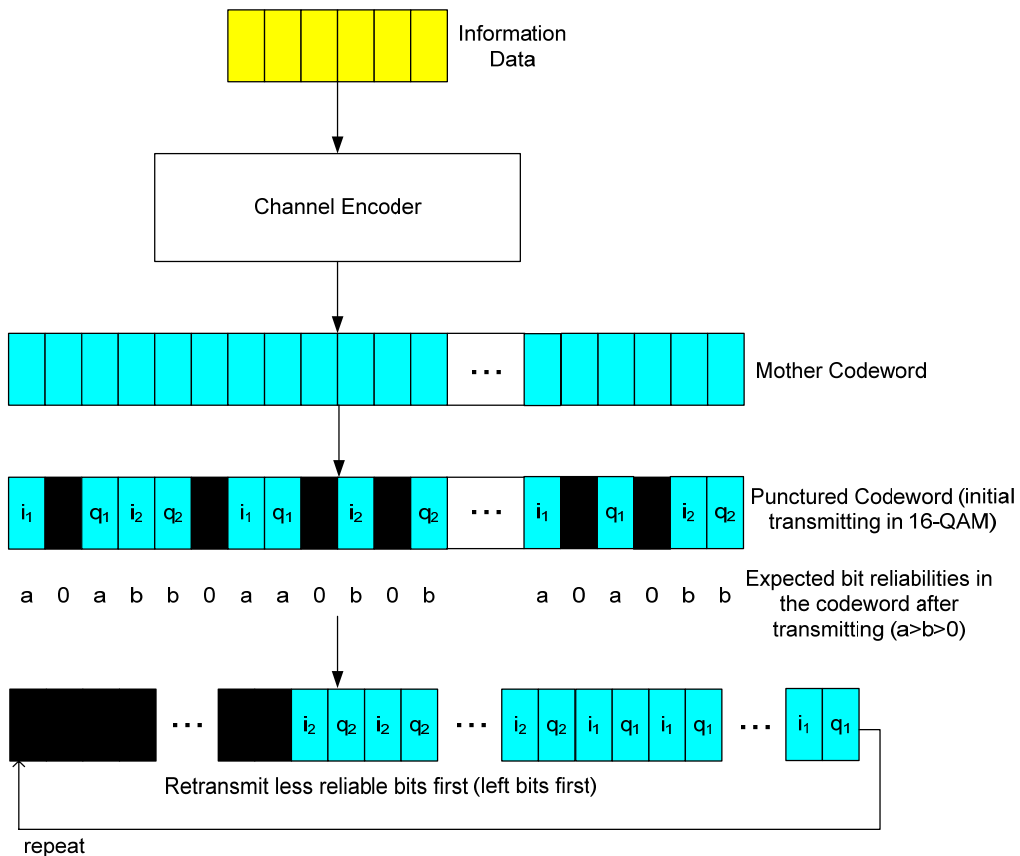 Information
Data
Channel Encoder
...
Mother Codeword
i₁ q₁ i₂ q₂ i₁ q₁ i₂ q₂ ... i₁ q₁ i₂ q₂
Punctured Codeword (initial
transmitting in 16-QAM)
a 0 a b b 0 a a 0 b 0 b a 0 a 0 b b
Expected bit reliabilities in
the codeword after
transmitting (a>b>0)
... i₂ q₂ i₂ q₂ ... i₂ q₂ i₁ q₁ i₁ q₁ ... i₁ q₁
Retransmit less reliable bits first (left bits first)
repeat